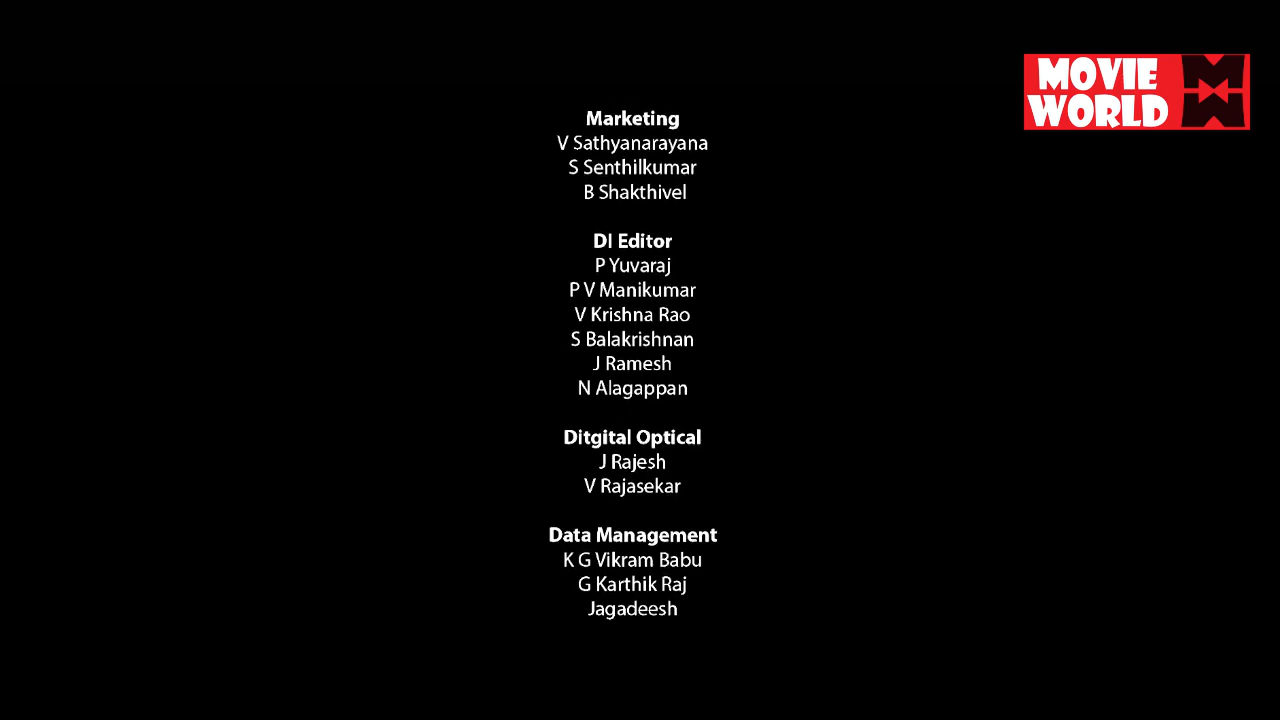 MOVIE
WORLD
Marketing
V Sathyanarayana
S Senthilkumar
B Shakthivel
DI Editor
P Yuvaraj
P V Manikumar
V Krishna Rao
S Balakrishnan
J Ramesh
N Alagappan
Ditgital Optical
J Rajesh
V Rajasekar
Data Management
K G Vikram Babu
G Karthik Raj
Jagadeesh